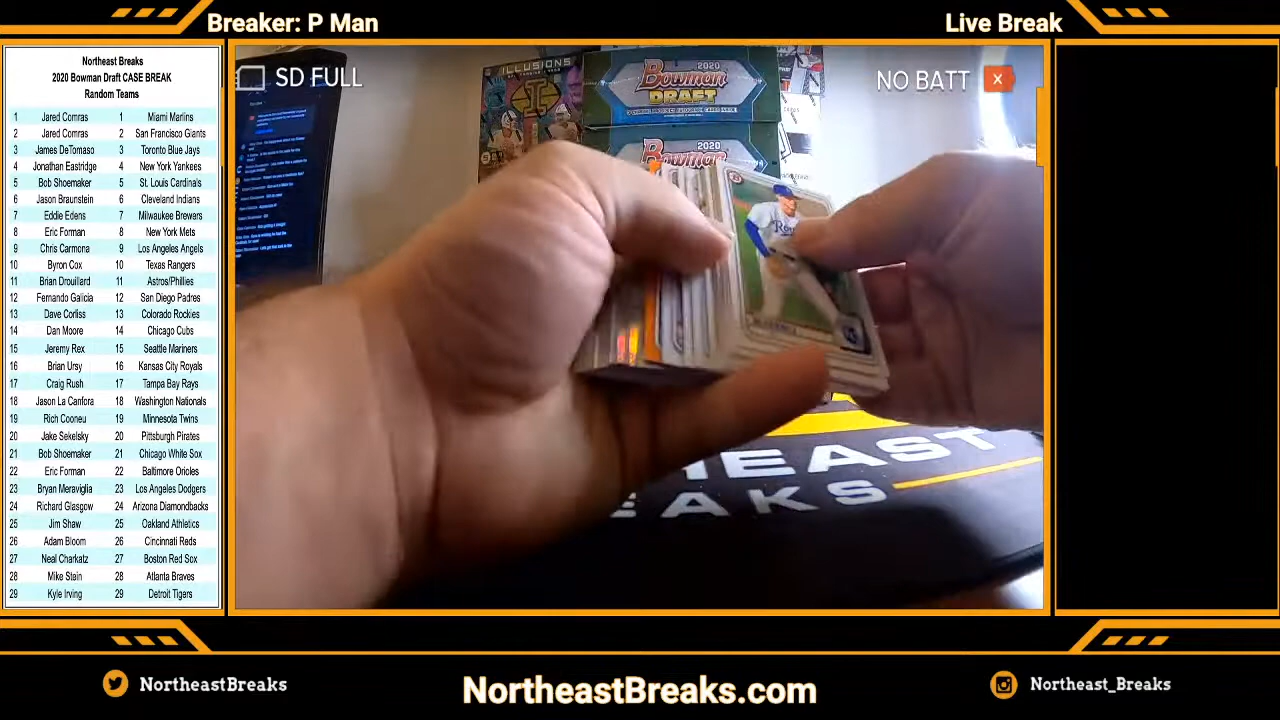 Breaker: P Man
Live Break
Northeast Breaks
2020 Bowman Draft CASE BREAK
Random Teams
1 Jared Comras 1 Miami Marlins
2 Jared Comras 2 San Francisco Giants
3 James DeTomaso 3 Toronto Blue Jays
4 Jonathan Eastridge 4 New York Yankees
5 Bob Shoemaker 5 St. Louis Cardinals
6 Jason Braunstein 6 Cleveland Indians
7 Eddie Edens 7 Milwaukee Brewers
8 Eric Forman 8 New York Mets
9 Chris Carmona 9 Los Angeles Angels
10 Byron Cox 10 Texas Rangers
11 Brian Drouillard 11 Astros/Phillies
12 Fernando Galicia 12 San Diego Padres
13 Dave Corliss 13 Colorado Rockies
14 Dan Moore 14 Chicago Cubs
15 Jeremy Rex 15 Seattle Mariners
16 Brian Ursy 16 Kansas City Royals
17 Craig Rush 17 Tampa Bay Rays
18 Jason La Canfora 18 Washington Nationals
19 Rich Cooneu 19 Minnesota Twins
20 Jake Sekelsky 20 Pittsburgh Pirates
21 Bob Shoemaker 21 Chicago White Sox
22 Eric Forman 22 Baltimore Orioles
23 Bryan Meraviglia 23 Los Angeles Dodgers
24 Richard Glasgow 24 Arizona Diamondbacks
25 Jim Shaw 25 Oakland Athletics
26 Adam Bloom 26 Cincinnati Reds
27 Neal Charkatz 27 Boston Red Sox
28 Mike Stein 28 Atlanta Braves
29 Kyle Irving 29 Detroit Tigers
SD FULL
NO BATT
ILLUSIONS
2020
Bowman
DRAFT
2020
Bowman
HEAST
EAKS
NortheastBreaks
NortheastBreaks.com
Northeast_Breaks